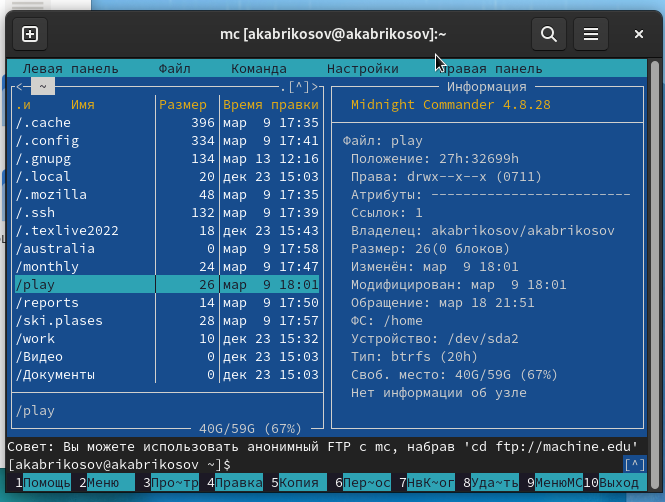 mc [akabrikosov@akabrikosov]:~
Левая панель Файл Команда Настройки Правая панель
<─ ~ .[^]>
.и Имя Размер Время правки
/.cache 396 мар 9 17:35
/.config 334 мар 9 17:41
/.gnupg 134 мар 13 12:16
/.local 20 дек 23 15:03
/.mozilla 48 мар 9 17:35
/.ssh 132 мар 9 17:39
/.texlive2022 18 дек 23 15:43
/australia 0 мар 9 17:58
/monthly 24 мар 9 17:47
/play 26 мар 9 18:01
/reports 14 мар 9 17:50
/ski.plases 28 мар 9 17:57
/work 10 дек 23 15:32
/Видео 0 дек 23 15:03
/Документы 0 дек 23 15:03
/play
40G/59G (67%)
Информация
Midnight Commander 4.8.28
Файл: play
Положение: 27h:32699h
Права: drwx--x--x (0711)
Атрибуты: ------------------------
Ссылок: 1
Владелец: akabrikosov/akabrikosov
Размер: 26(0 блоков)
Изменён: мар 9 18:01
Модифицирован: мар 9 18:01
Обращение: мар 18 21:51
ФС: /home
Устройство: /dev/sda2
Тип: btrfs (20h)
Своб. место: 40G/59G (67%)
Нет информации об узле
Совет: Вы можете использовать анонимный FTP с mc, набрав 'cd ftp://machine.edu'
[akabrikosov@akabrikosov ~]$ [^]
1Помощь 2Меню 3Про~тр 4Правка 5Копия 6Пер~ос 7НвК~ог 8Уда~ть 9МенюМС 10Выход